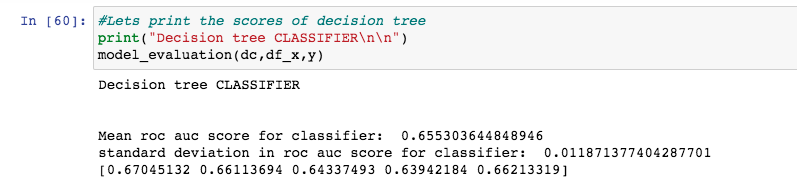 In [60]: #Lets print the scores of decision tree
print("Decision tree CLASSIFIER\n\n")
model_evaluation(dc,df_x,y)
Decision tree CLASSIFIER
Mean roc auc score for classifier:  0.655303644848946
standard deviation in roc auc score for classifier:  0.011871377404287701
[0.67045132 0.66113694 0.64337493 0.63942184 0.66213319]